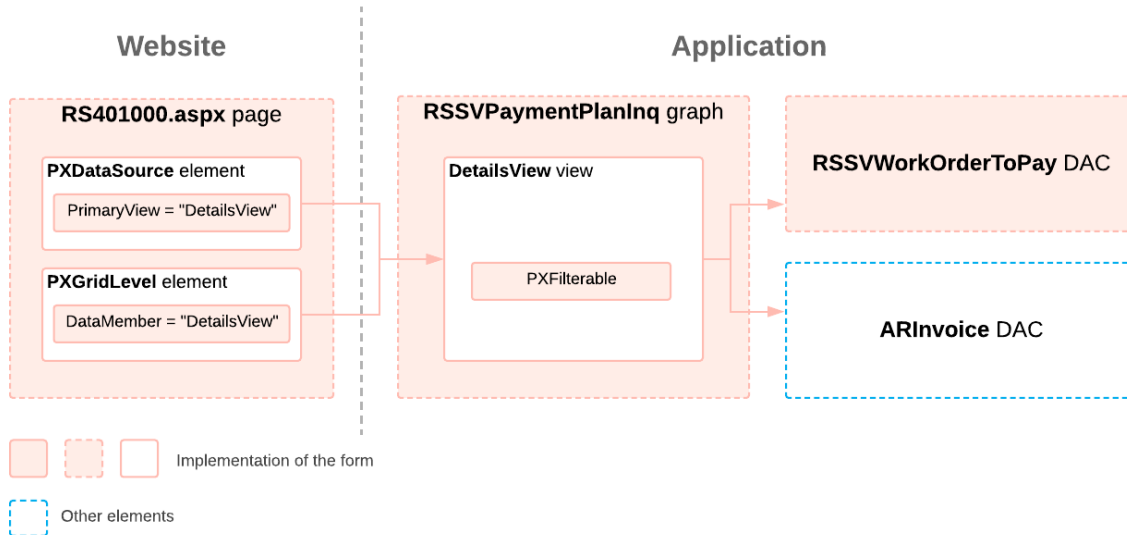 Website
Application
RS401000.aspx page
PXDataSource element
PrimaryView = "DetailsView"
PXGridLevel element
DataMember = "DetailsView"
RSSVPaymentPlanInq graph
DetailsView view
PXFilterable
RSSVWorkOrderToPay DAC
ARInvoice DAC
Implementation of the form
Other elements